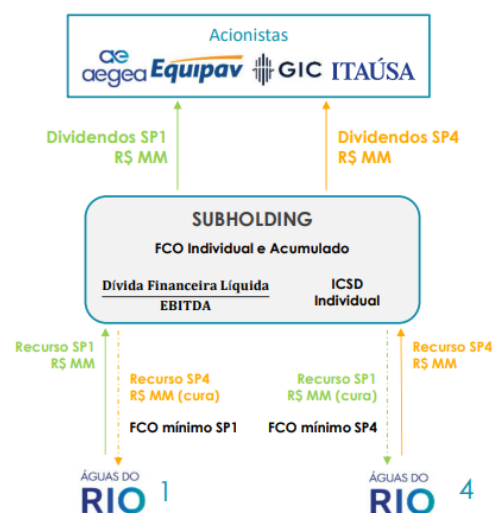 Acionistas
ae
aegea Equipav GIC ITAÚSA
Dividendos SP1
R$ MM
Dividendos SP4
R$ MM
SUBHOLDING
FCO Individual e Acumulado
Dívida Financeira Líquida
EBITDA
ICSD
Individual
Recurso SP1
R$ MM
Recurso SP4
R$ MM (cura)
FCO mínimo SP1
Recurso SP1
R$ MM (cura)
FCO mínimo SP4
Recurso SP4
R$ MM
ÁGUAS DO
RIO 1
ÁGUAS DO
RIO 4